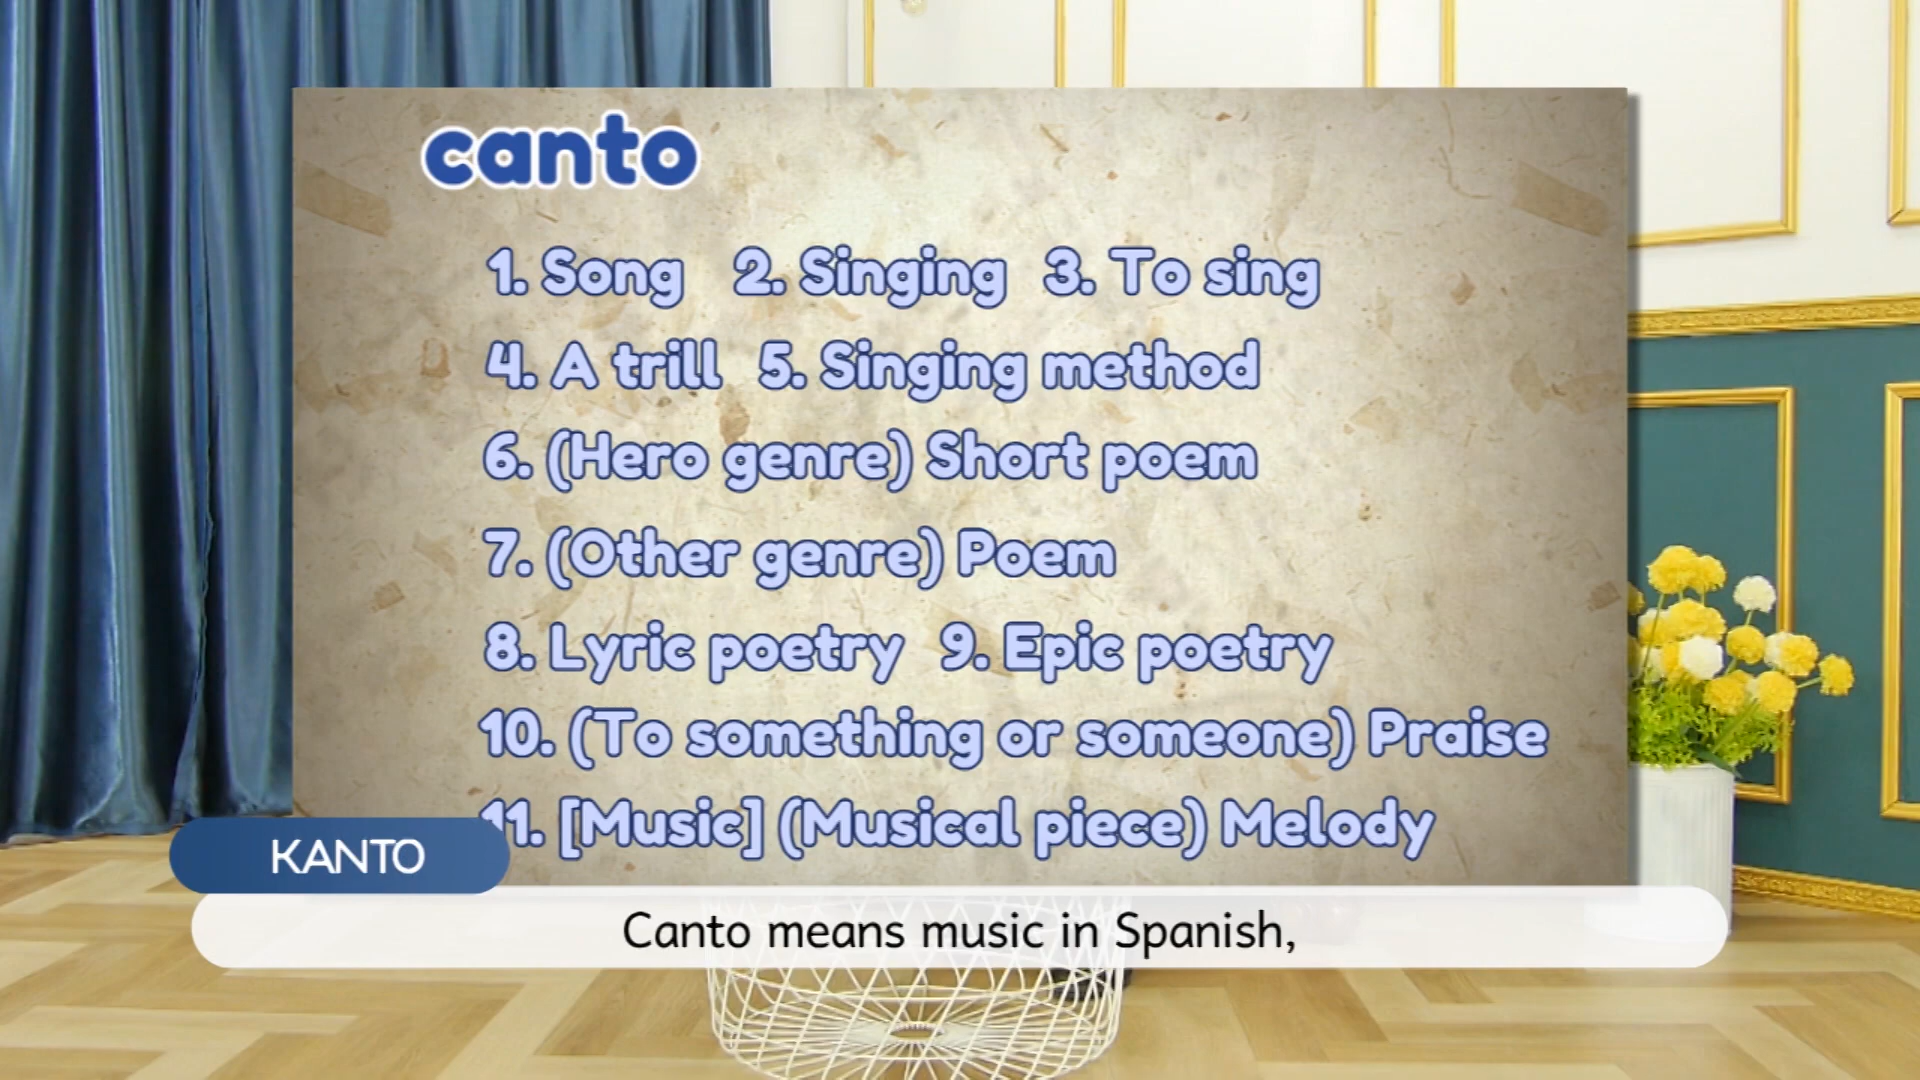 canto
1. Song 2. Singing 3. To sing
4. A trill 5. Singing method
6. (Hero genre) Short poem
7. (Other genre) Poem
8. Lyric poetry 9. Epic poetry
10. (To something or someone) Praise
11. [Music] (Musical piece) Melody
KANTO
Canto means music in Spanish,